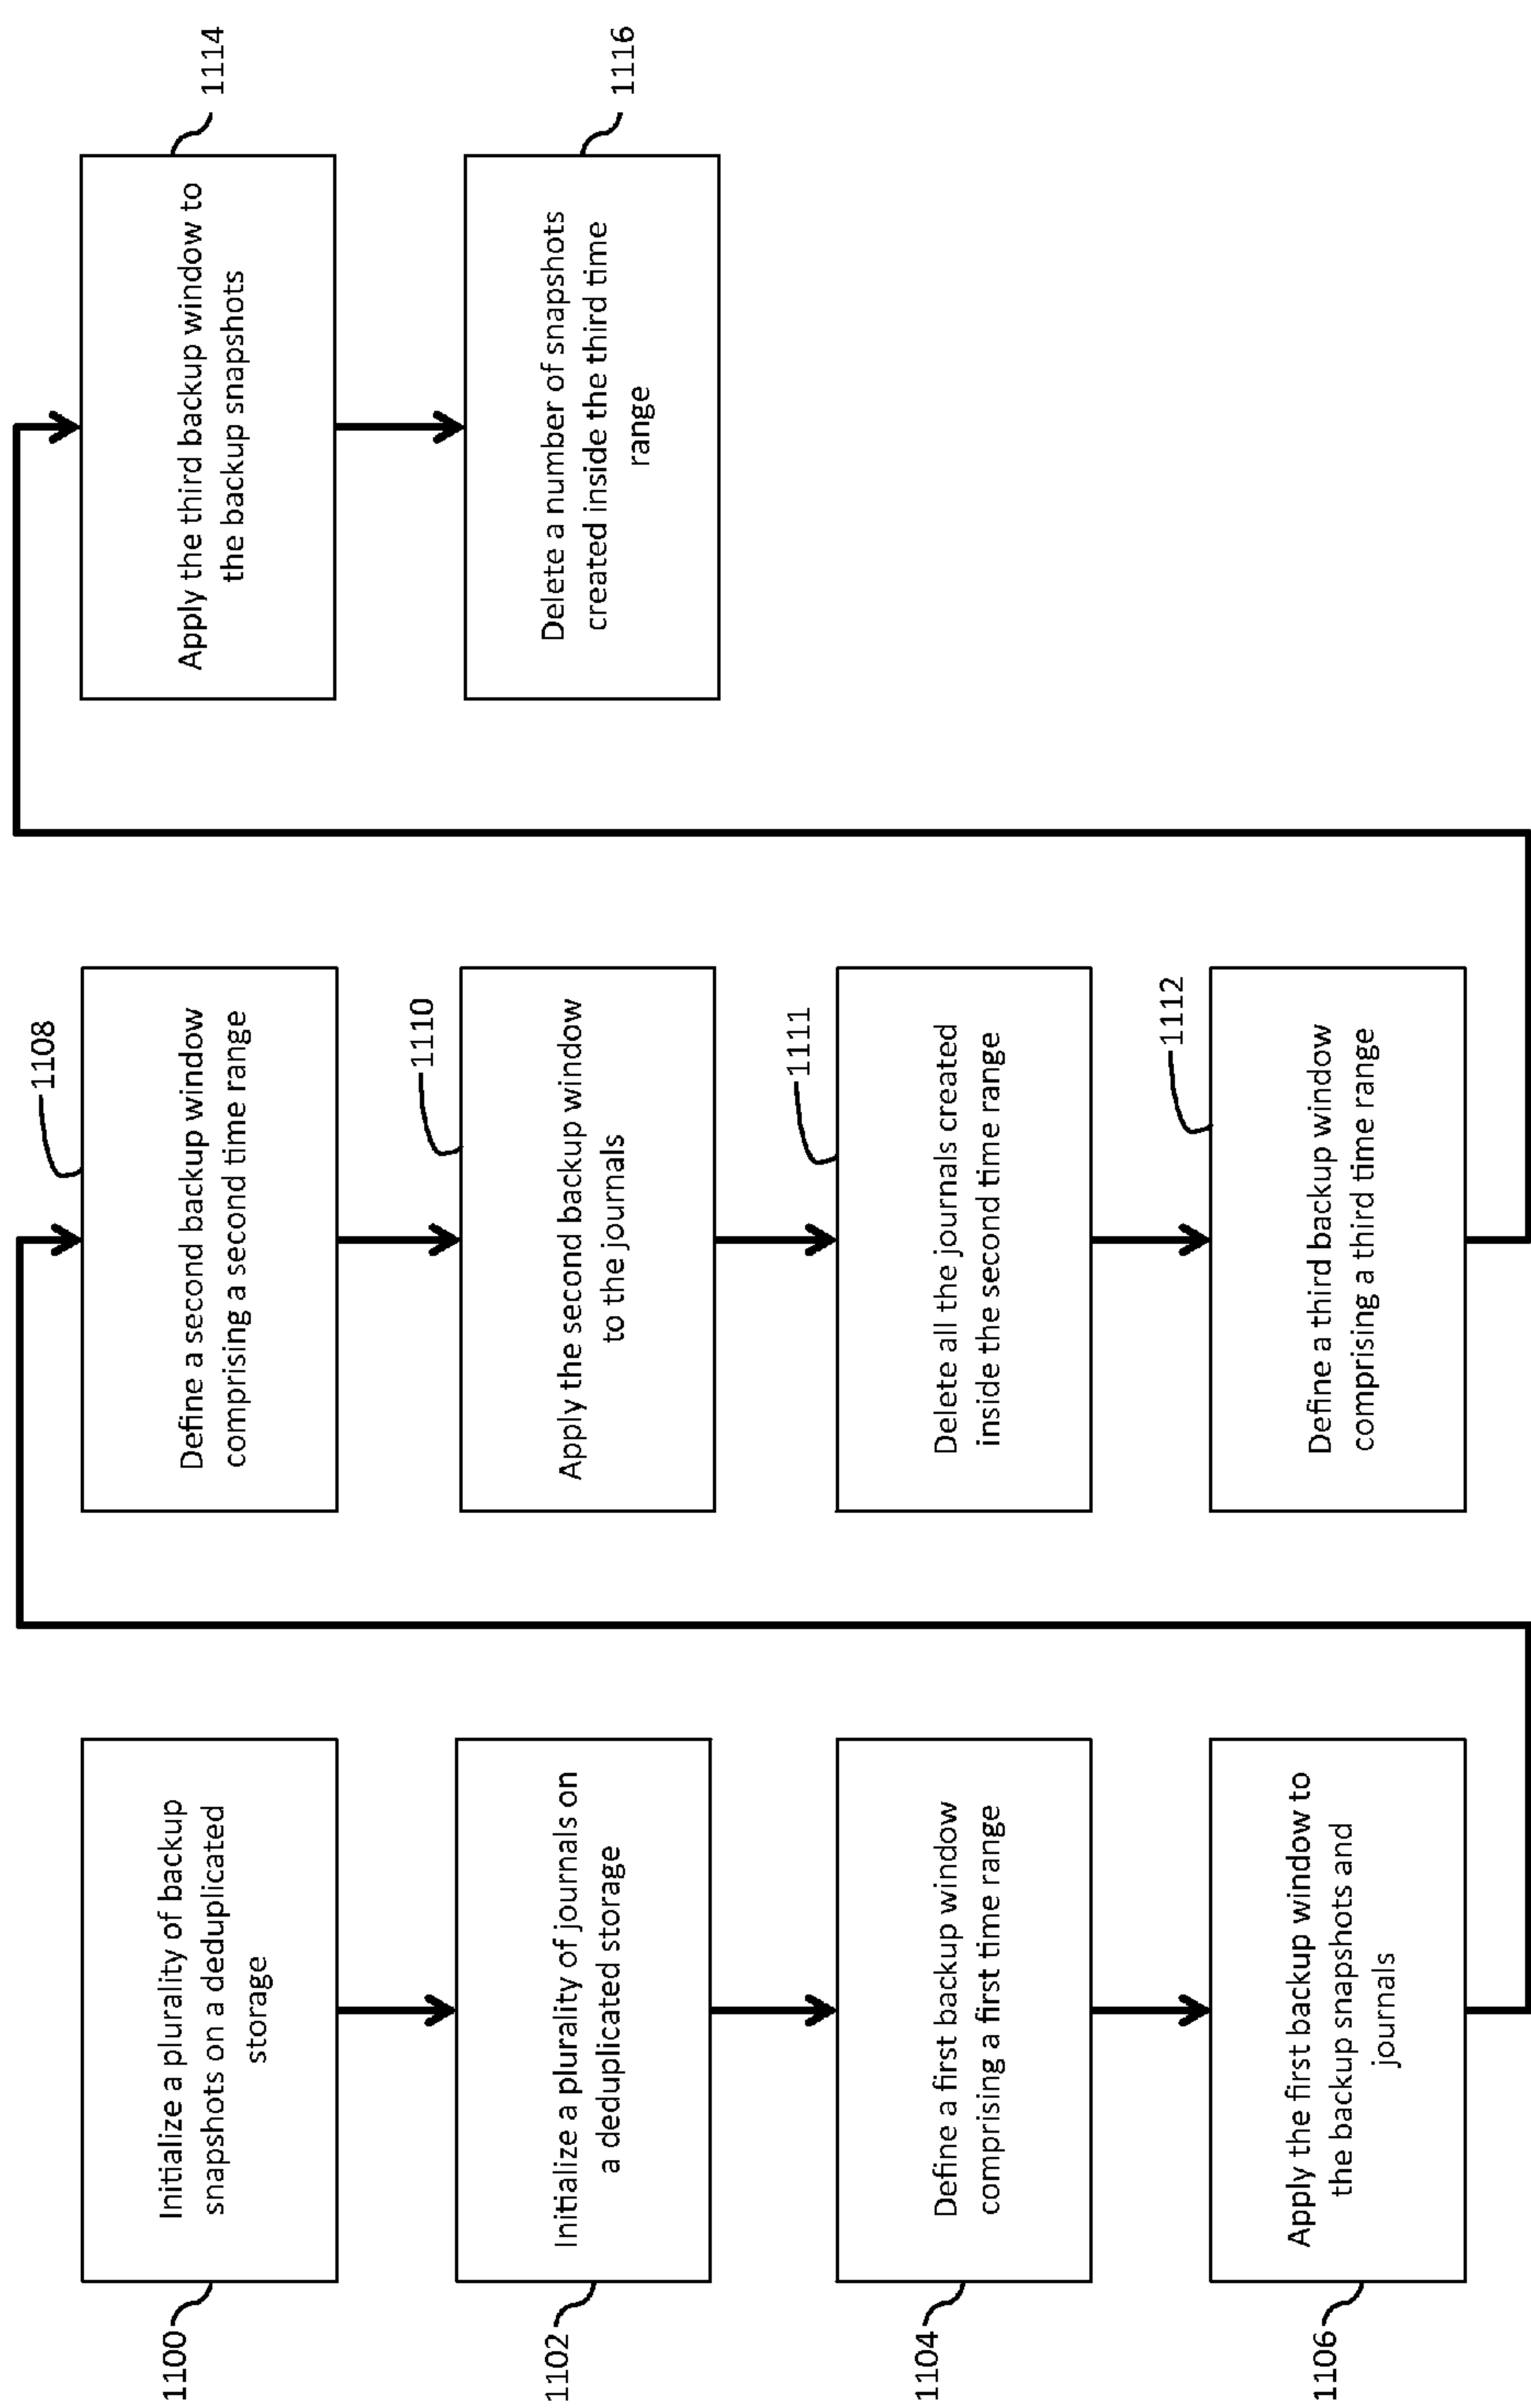 1100
Initialize a plurality of backup
snapshots on a deduplicated
storage
1102
Initialize a plurality of journals on
a deduplicated storage
1104
Define a first backup window
comprising a first time range
1106
Apply the first backup window to
the backup snapshots and
journals
1108
Define a second backup window
comprising a second time range
1110
Apply the second backup window
to the journals
1111
Delete all the journals created
inside the second time range
1112
Define a third backup window
comprising a third time range
1114
Apply the third backup window to
the backup snapshots
1116
Delete a number of snapshots
created inside the third time
range